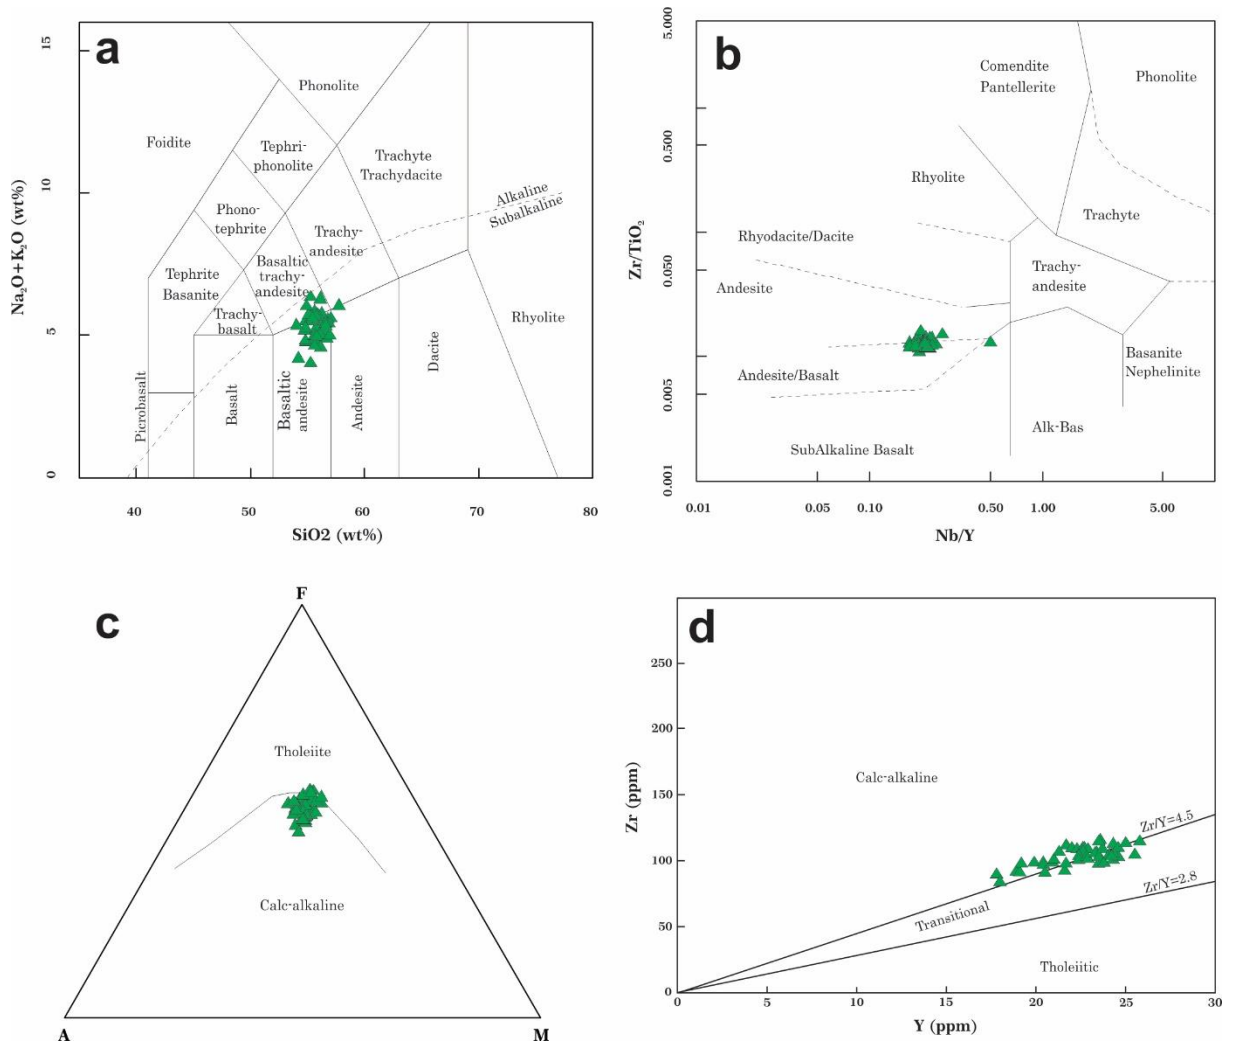 a
15
10
5
0
Na2O+K2O (wt%)
Phonolite
Foidite
Tephri-
phonolite
Trachyte
Trachydacite
Alkaline
Subalkaline
Phono-
tephrite
Trachy-
andesite
Tephrite
Basanite
Basaltic
trachy-
andesite
Trachy-
basalt
Rhyolite
Picrobasalt
Basalt
Basaltic
andesite
Andesite
Dacite
40
50
60
70
80
SiO2 (wt%)
b
5.000
0.500
0.050
0.005
0.001
Zr/TiO2
Comendite
Pantellerite
Phonolite
Rhyolite
Trachyte
Rhyodacite/Dacite
Trachy-
andesite
Andesite
Andesite/Basalt
Basanite
Nephelinite
Alk-Bas
SubAlkaline Basalt
0.01
0.05
0.10
0.50
1.00
5.00
Nb/Y
c
F
Tholeiite
Calc-alkaline
A
M
d
250
200
150
100
50
0
Zr (ppm)
Calc-alkaline
Zr/Y=4.5
Zr/Y=2.8
Transitional
Tholeiitic
0
5
10
15
20
25
30
Y (ppm)